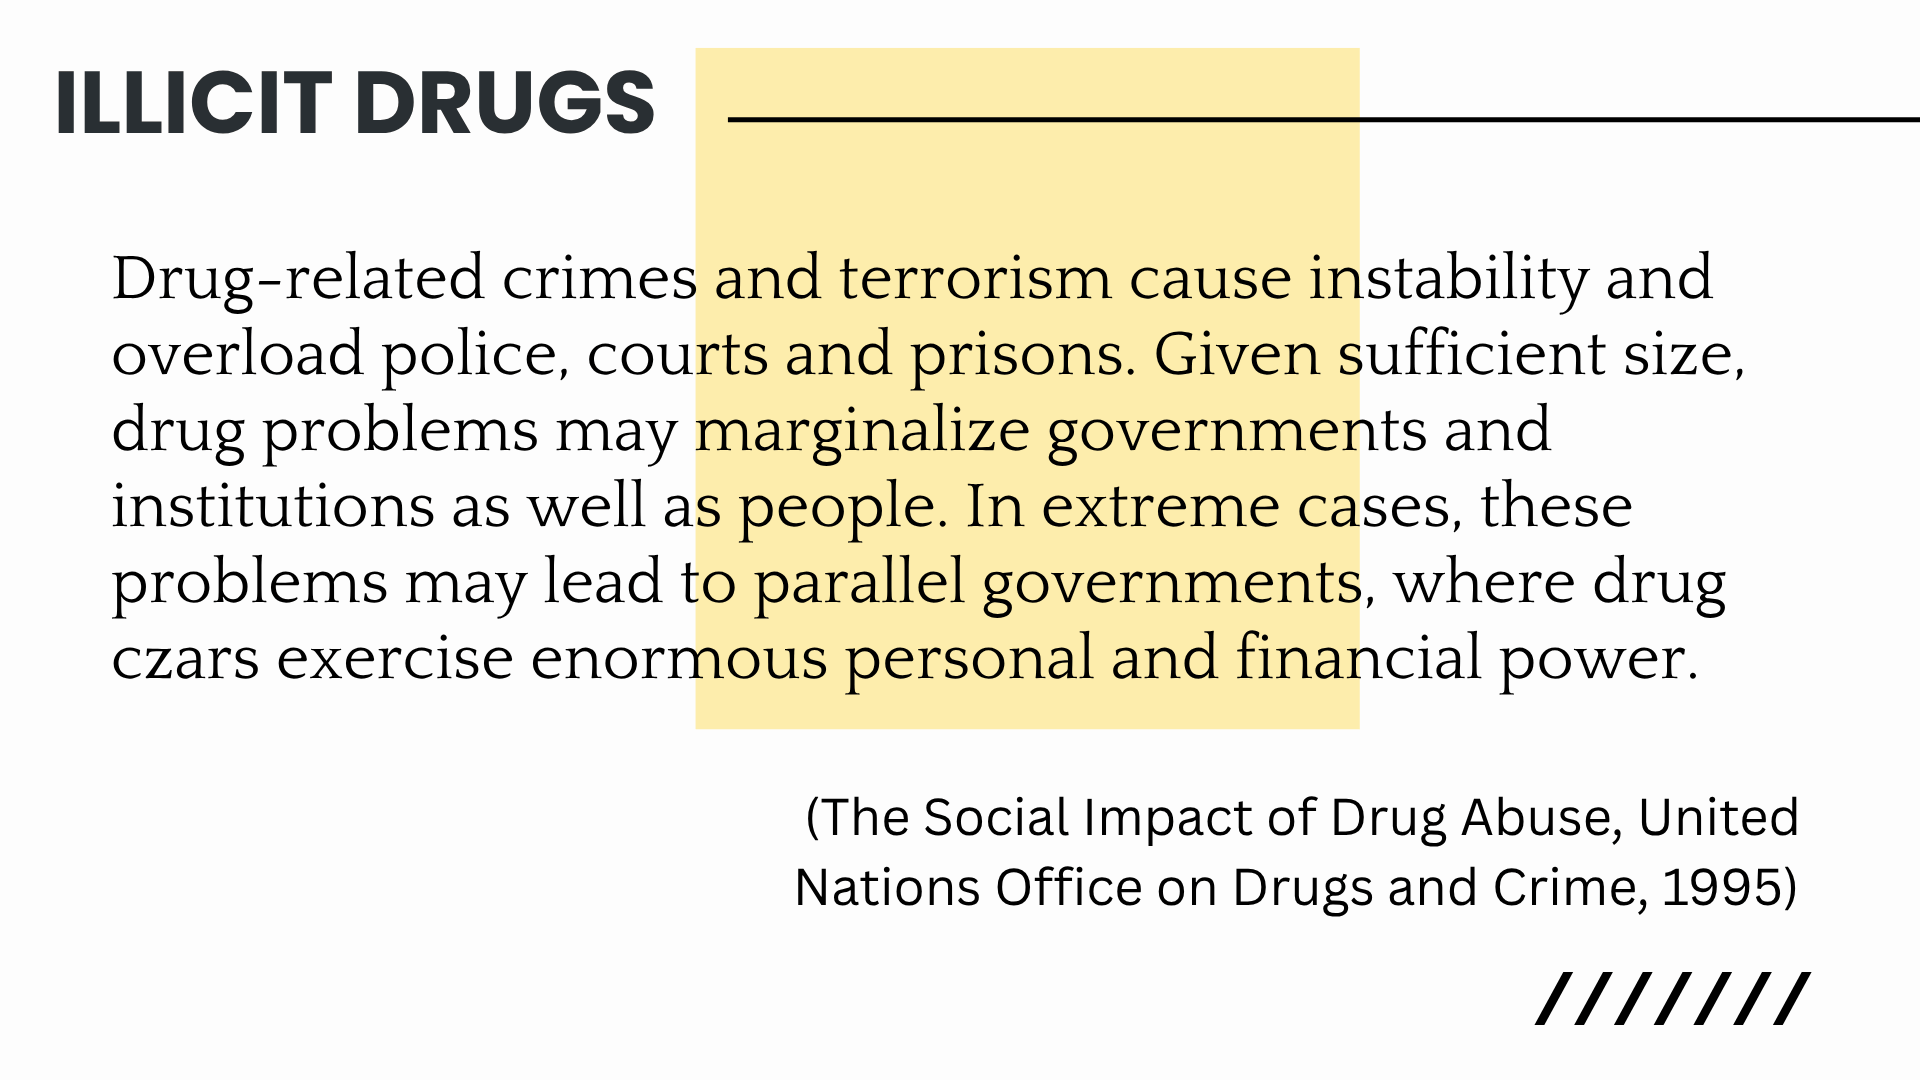 ILLICIT DRUGS
Drug-related crimes and terrorism cause instability and
overload police, courts and prisons. Given sufficient size,
drug problems may marginalize governments and
institutions as well as people. In extreme cases, these
problems may lead to parallel governments, where drug
czars exercise enormous personal and financial power.
(The Social Impact of Drug Abuse, United
Nations Office on Drugs and Crime, 1995)